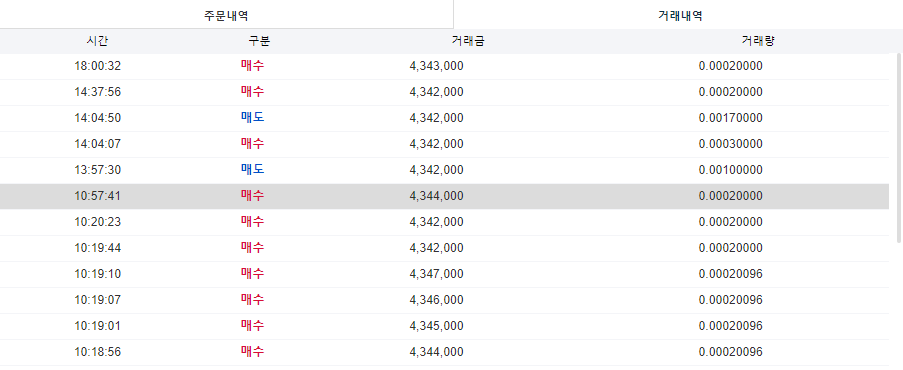 주문내역 거래내역
시간 구분 거래금 거래량
18:00:32 매수 4,343,000 0.00020000
14:37:56 매수 4,342,000 0.00020000
14:04:50 매도 4,342,000 0.00170000
14:04:07 매수 4,342,000 0.00030000
13:57:30 매도 4,342,000 0.00100000
10:57:41 매수 4,344,000 0.00020000
10:20:23 매수 4,342,000 0.00020000
10:19:44 매수 4,342,000 0.00020000
10:19:10 매수 4,347,000 0.00020096
10:19:07 매수 4,346,000 0.00020096
10:19:01 매수 4,345,000 0.00020096
10:18:56 매수 4,344,000 0.00020096